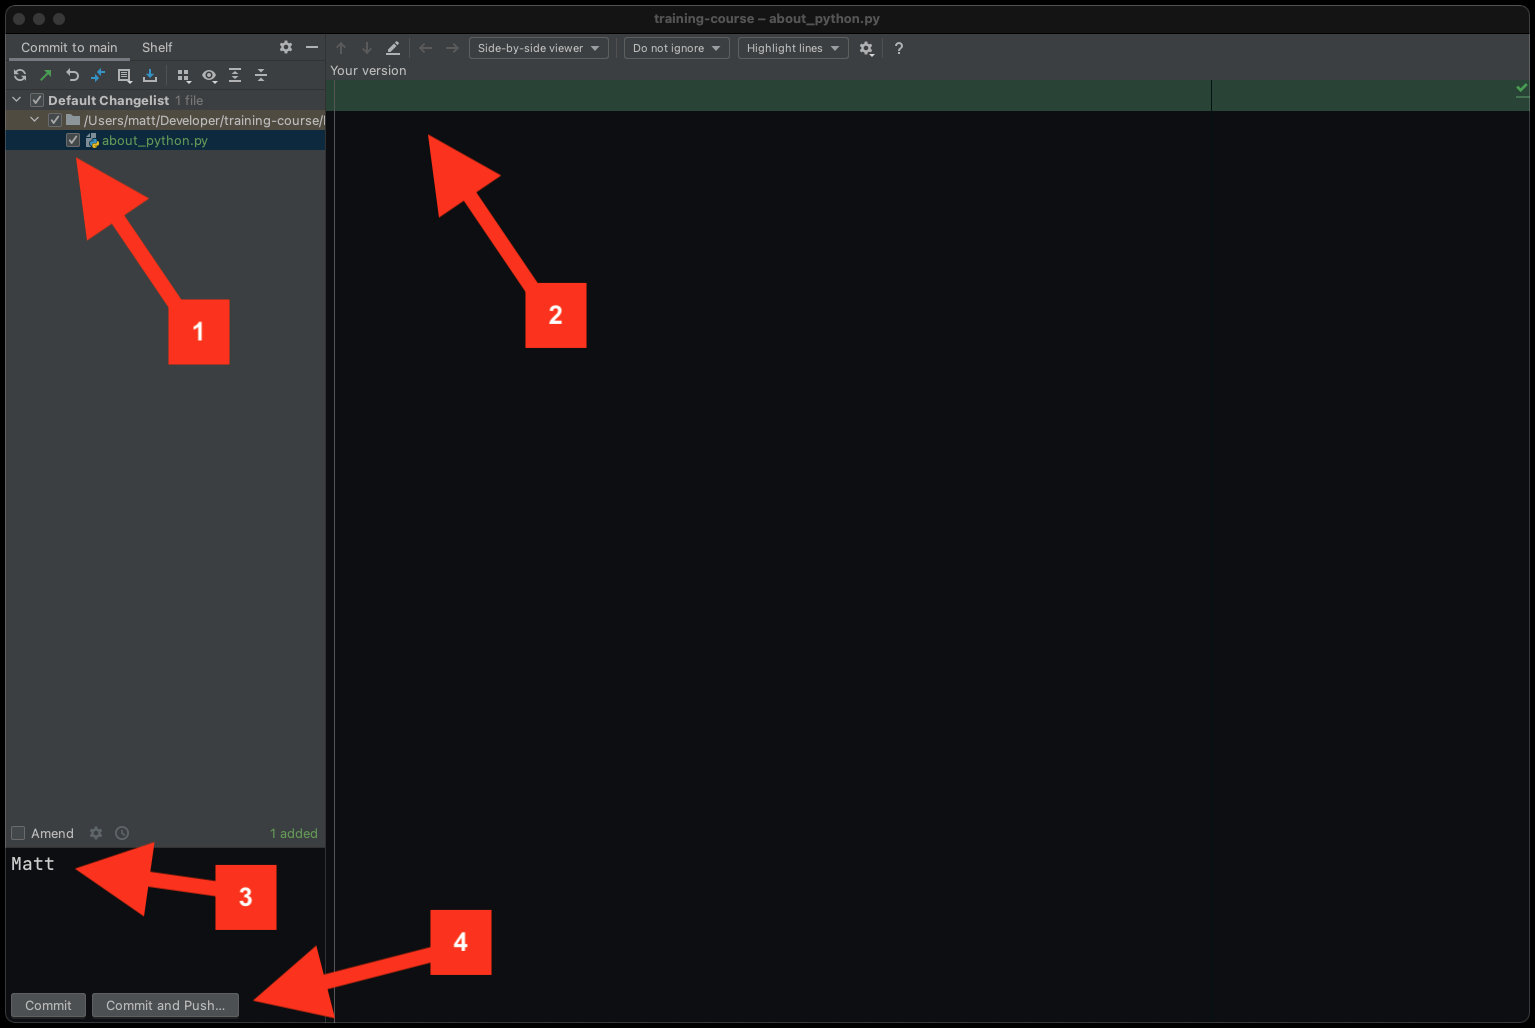 training-course – about_python.py
Commit to main Shelf
Side-by-side viewer Do not ignore Highlight lines ?
Your version
Default Changelist 1 file
/Users/matt/Developer/training-course/
about_python.py
1
2
Amend 1 added
Matt
3
4
Commit Commit and Push...